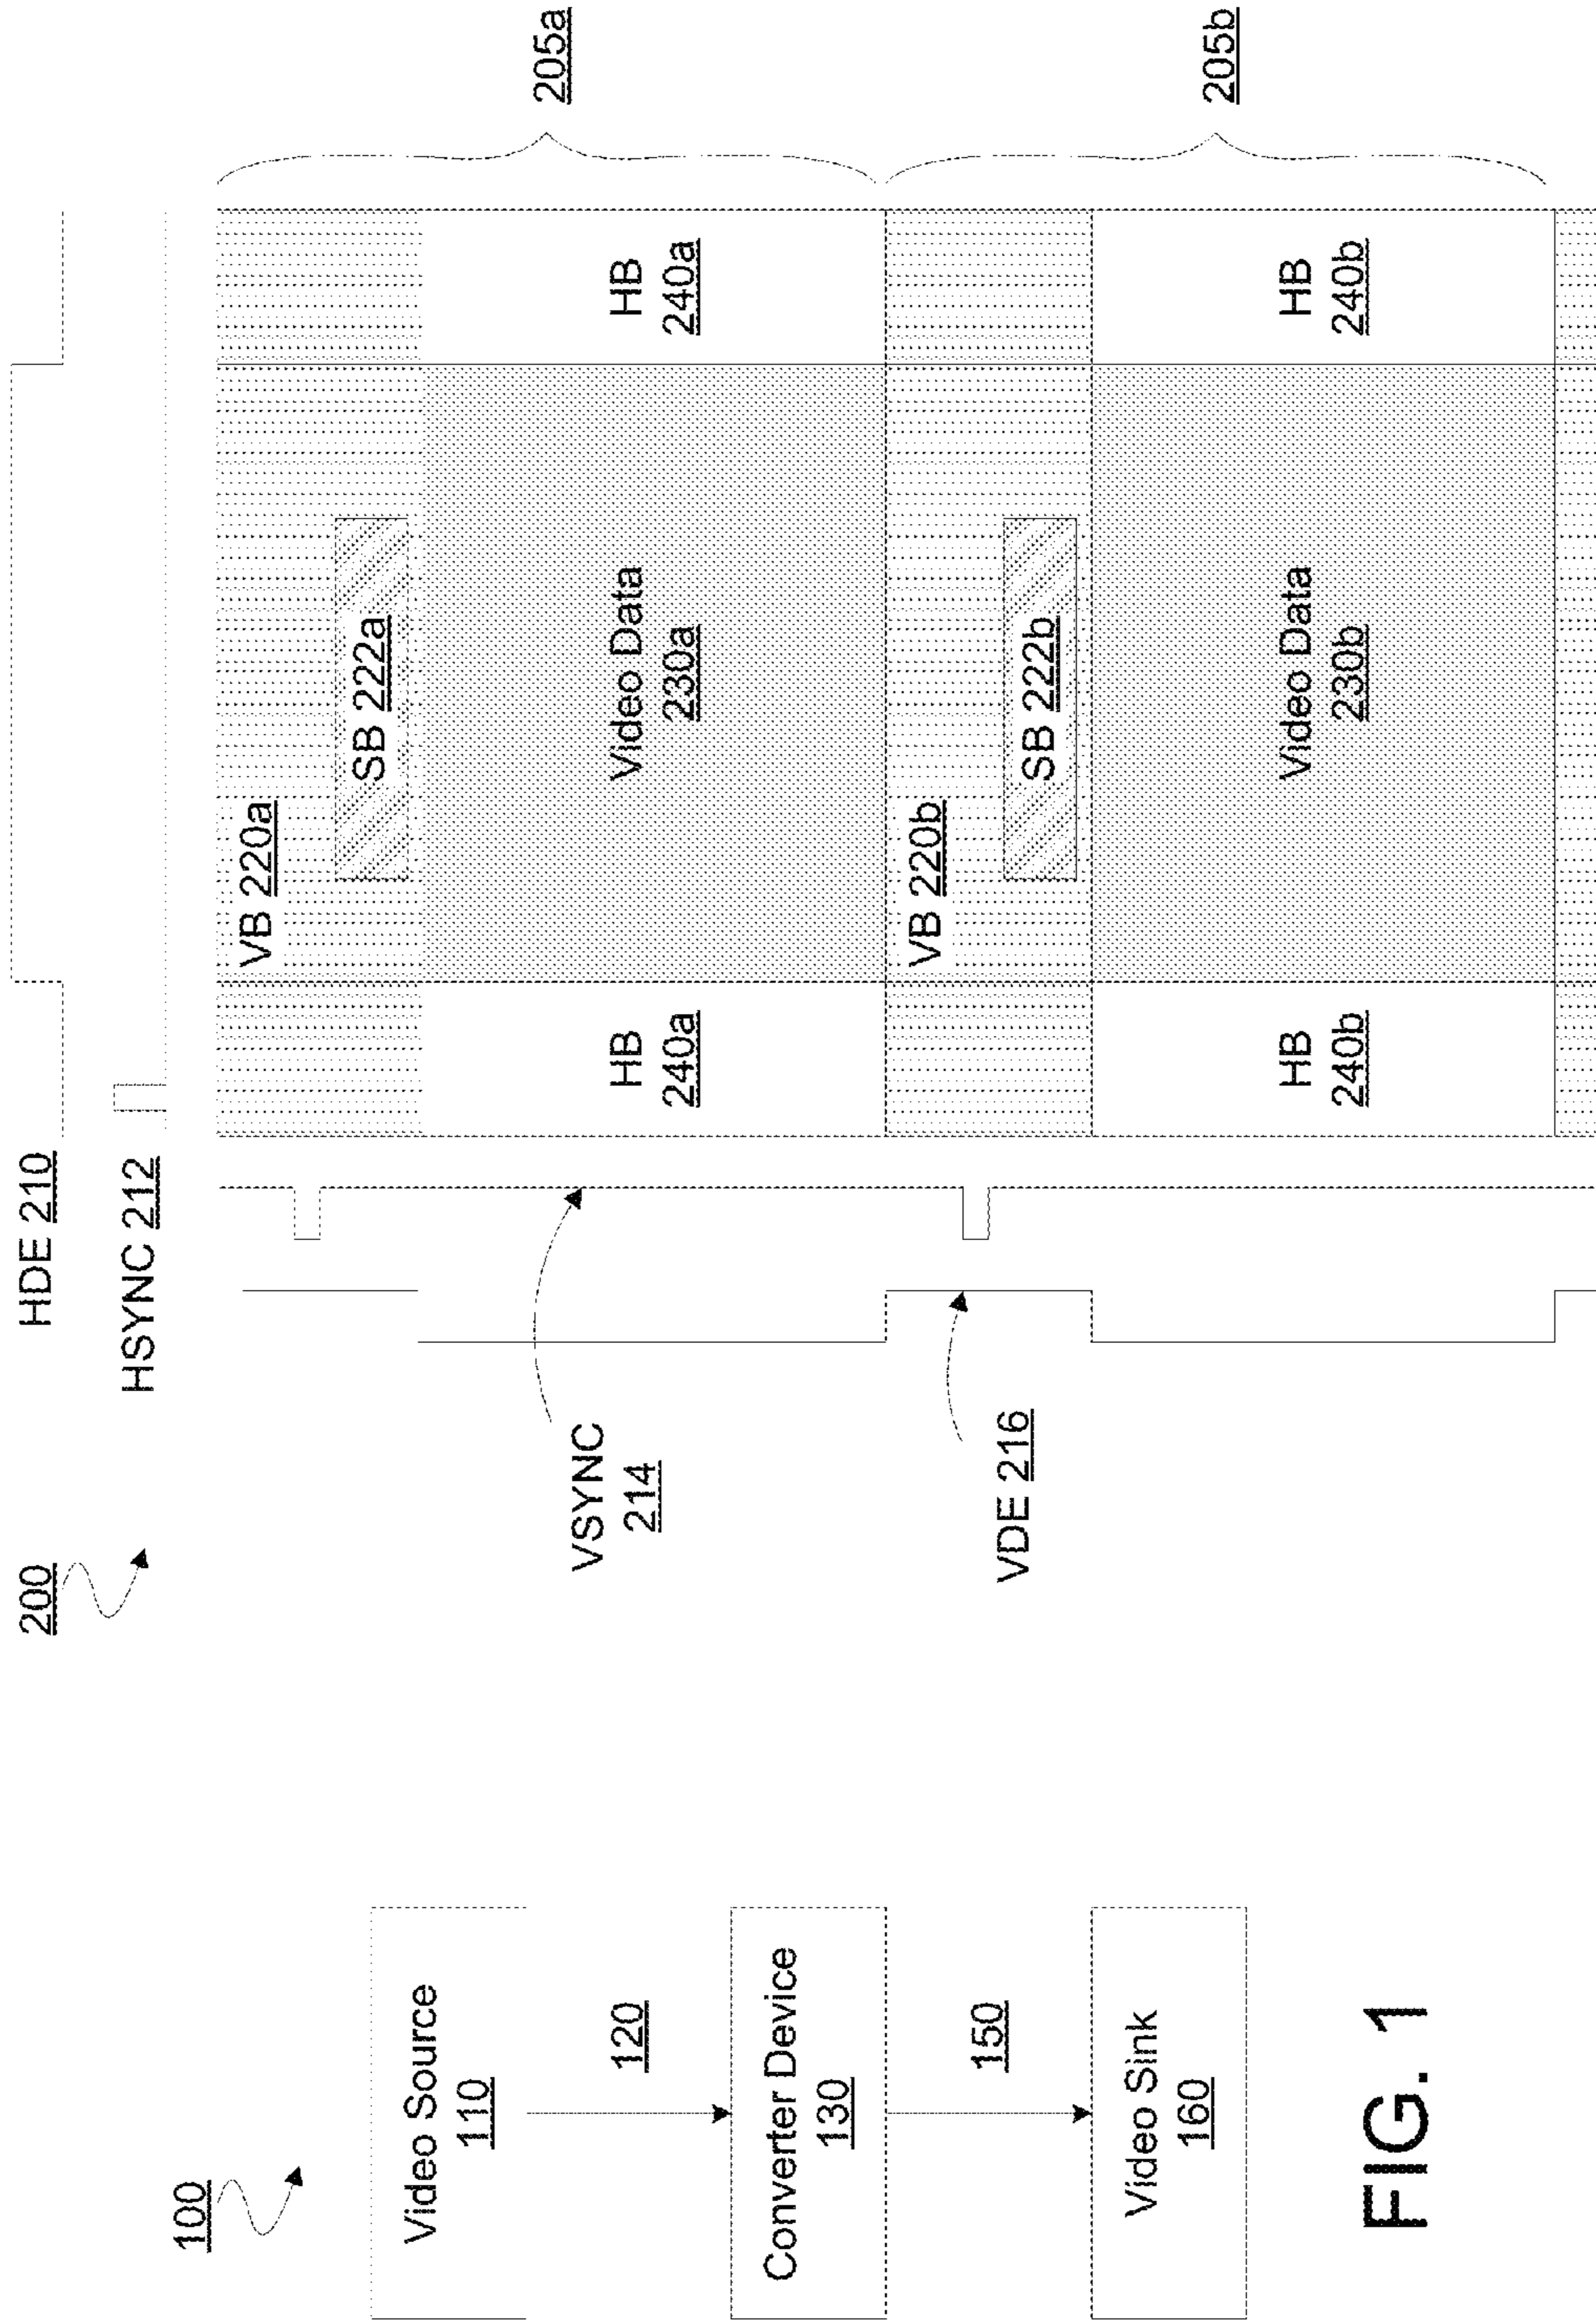 100
Video Source
110
120
Converter Device
130
150
Video Sink
160
FIG. 1
200
HDE 210
HSYNC 212
VSYNC
214
VDE 216
VB 220a
SB 222a
HB
240a
Video Data
230a
HB
240a
205a
VB 220b
SB 222b
HB
240b
Video Data
230b
HB
240b
205b